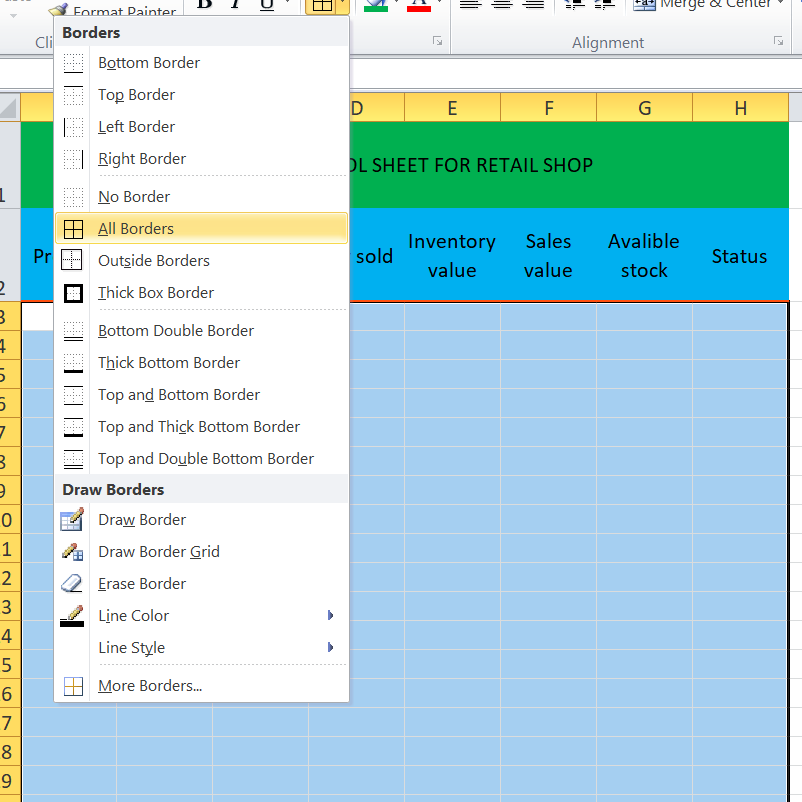 Format Painter
B I U
A
Merge & Center
Cli
Alignment
Borders
Bottom Border
Top Border
Left Border
Right Border
No Border
All Borders
Outside Borders
Thick Box Border
Bottom Double Border
Thick Bottom Border
Top and Bottom Border
Top and Thick Bottom Border
Top and Double Bottom Border
Draw Borders
Draw Border
Draw Border Grid
Erase Border
Line Color
Line Style
More Borders...
D E F G H
1
OL SHEET FOR RETAIL SHOP
2
Pr
sold
Inventory
value
Sales
value
Avalible
stock
Status
3
4
5
6
7
8
9
0
1
2
3
4
5
6
7
8
9